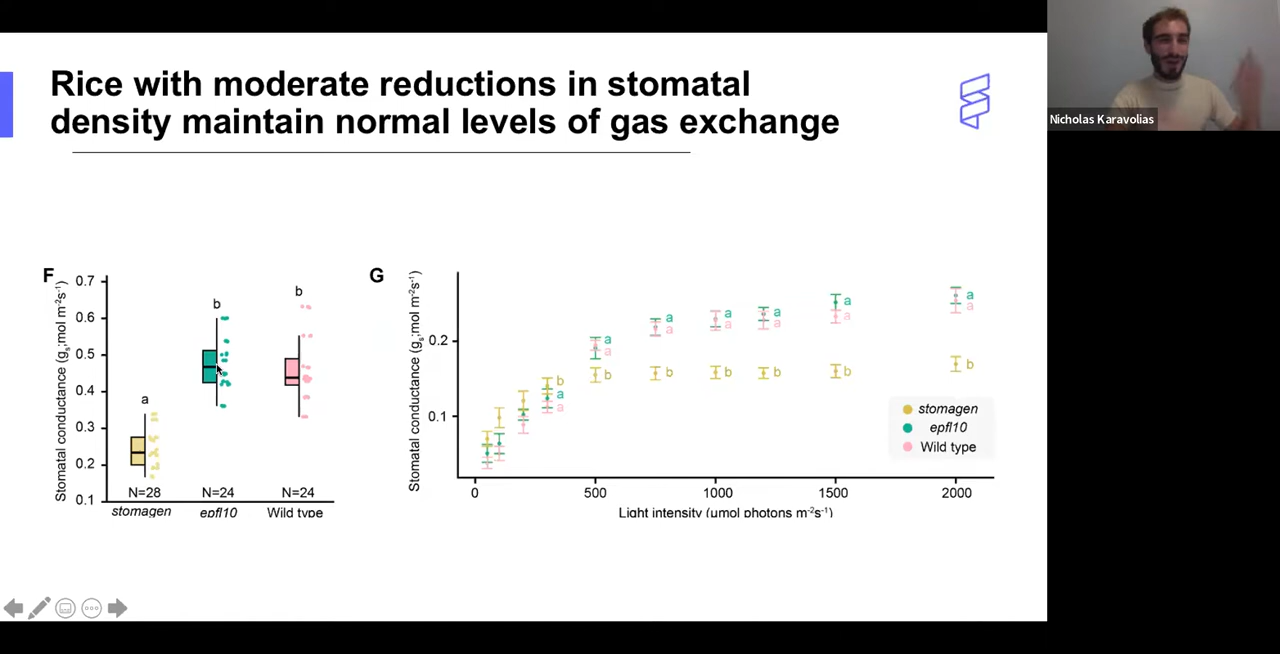 Rice with moderate reductions in stomatal
density maintain normal levels of gas exchange
Nicholas Karavolias
F
Stomatal conductance (gₛ;mol m⁻²s⁻¹)
0.7
0.6
0.5
0.4
0.3
0.2
0.1
a
b
b
N=28
N=24
N=24
stomagen
epfl10
Wild type
G
Stomatal conductance (gₛ;mol m⁻²s⁻¹)
0.2
0.1
b
a
a
a
a
b
a
a
b
a
a
b
a
a
b
a
a
b
a
a
b
stomagen
epfl10
Wild type
0
500
1000
1500
2000
Light intensity (umol photons m⁻²s⁻¹)